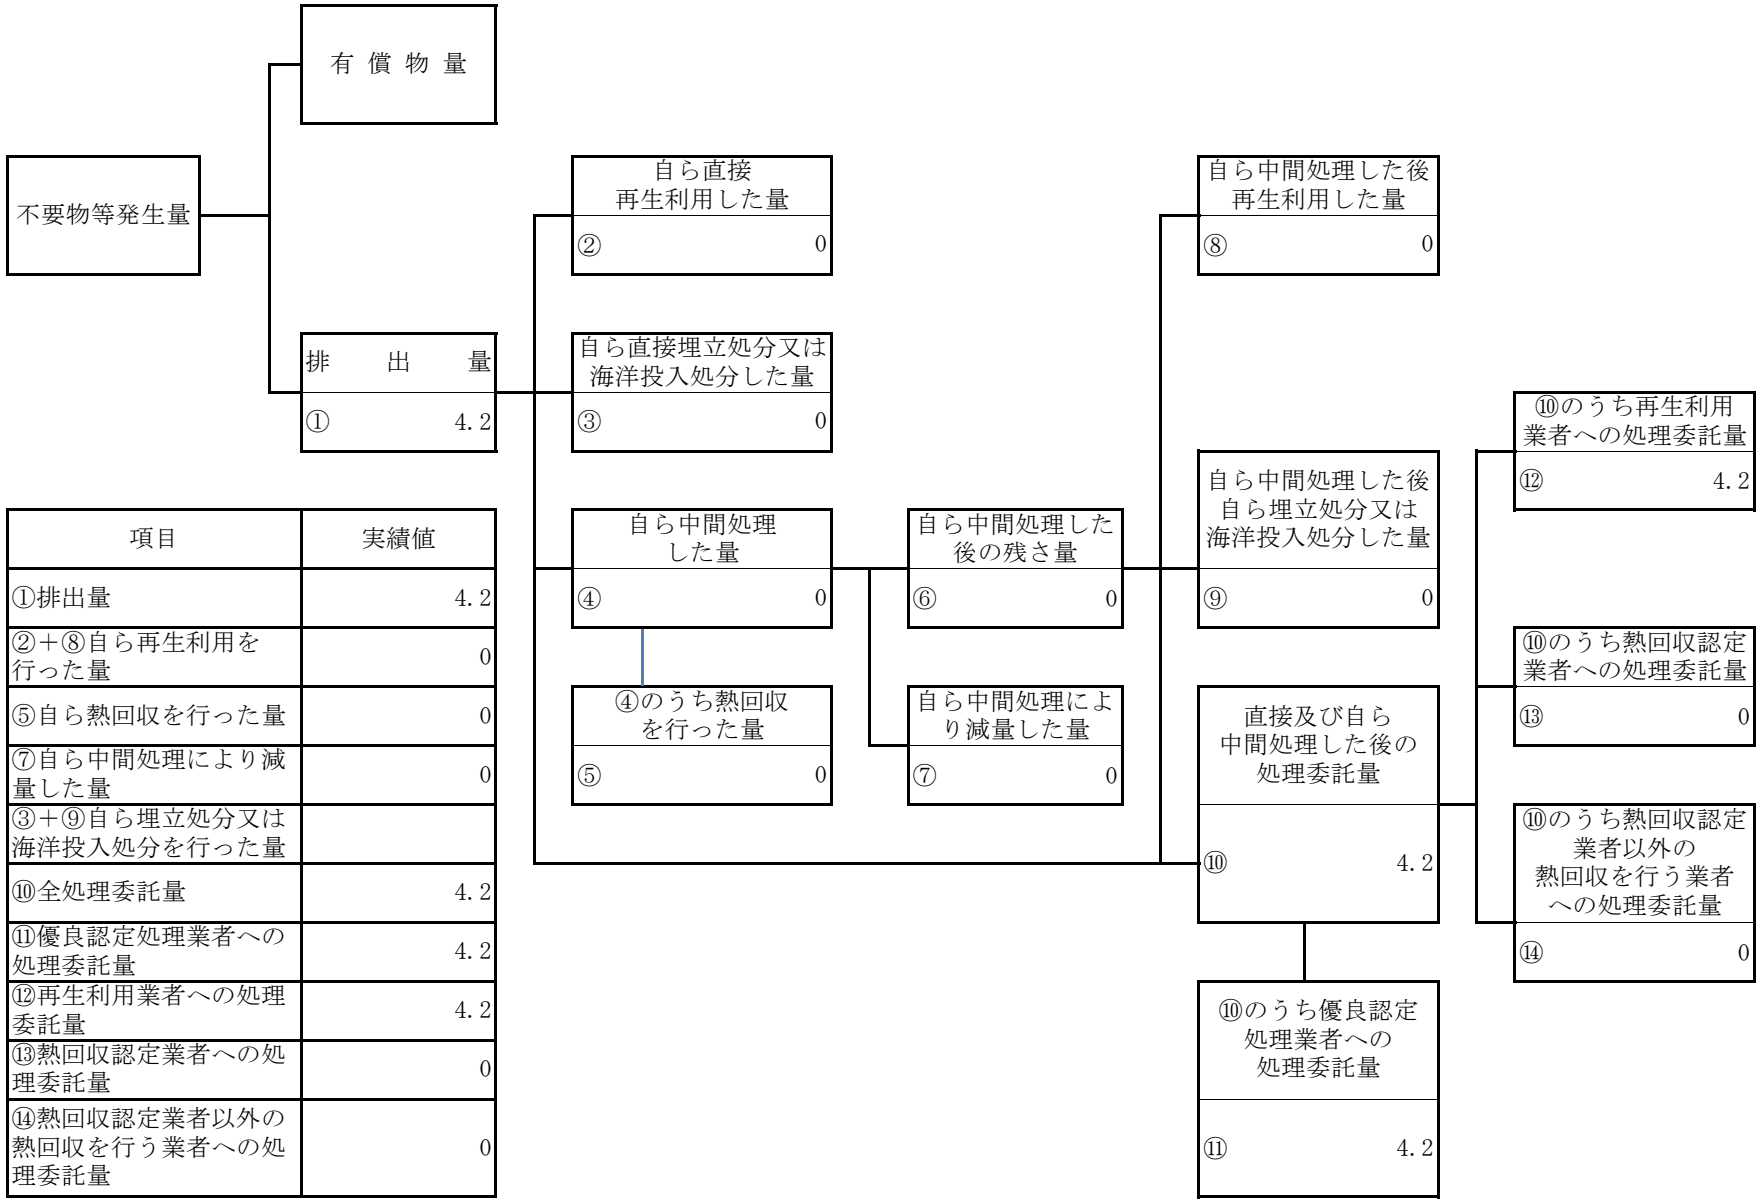 有 償 物 量
不要物等発生量
自ら直接
再生利用した量
② 0
自ら中間処理した後
再生利用した量
⑧ 0
排 出 量
① 4.2
自ら直接埋立処分又は
海洋投入処分した量
③ 0
⑩のうち再生利用
業者への処理委託量
⑫ 4.2
自ら中間処理した後
自ら埋立処分又は
海洋投入処分した量
⑨ 0
自ら中間処理
した量
④ 0
自ら中間処理した
後の残さ量
⑥ 0
④のうち熱回収
を行った量
⑤ 0
自ら中間処理によ
り減量した量
⑦ 0
直接及び自ら
中間処理した後の
処理委託量
⑩ 4.2
⑩のうち熱回収認定
業者への処理委託量
⑬ 0
⑩のうち熱回収認定
業者以外の
熱回収を行う業者
への処理委託量
⑭ 0
⑩のうち優良認定
処理業者への
処理委託量
⑪ 4.2
項目 実績値
①排出量 4.2
②＋⑧自ら再生利用を
行った量 0
⑤自ら熱回収を行った量 0
⑦自ら中間処理により減
量した量 0
③＋⑨自ら埋立処分又は
海洋投入処分を行った量
⑩全処理委託量 4.2
⑪優良認定処理業者への
処理委託量 4.2
⑫再生利用業者への処理
委託量 4.2
⑬熱回収認定業者への処
理委託量 0
⑭熱回収認定業者以外の
熱回収を行う業者への処
理委託量 0